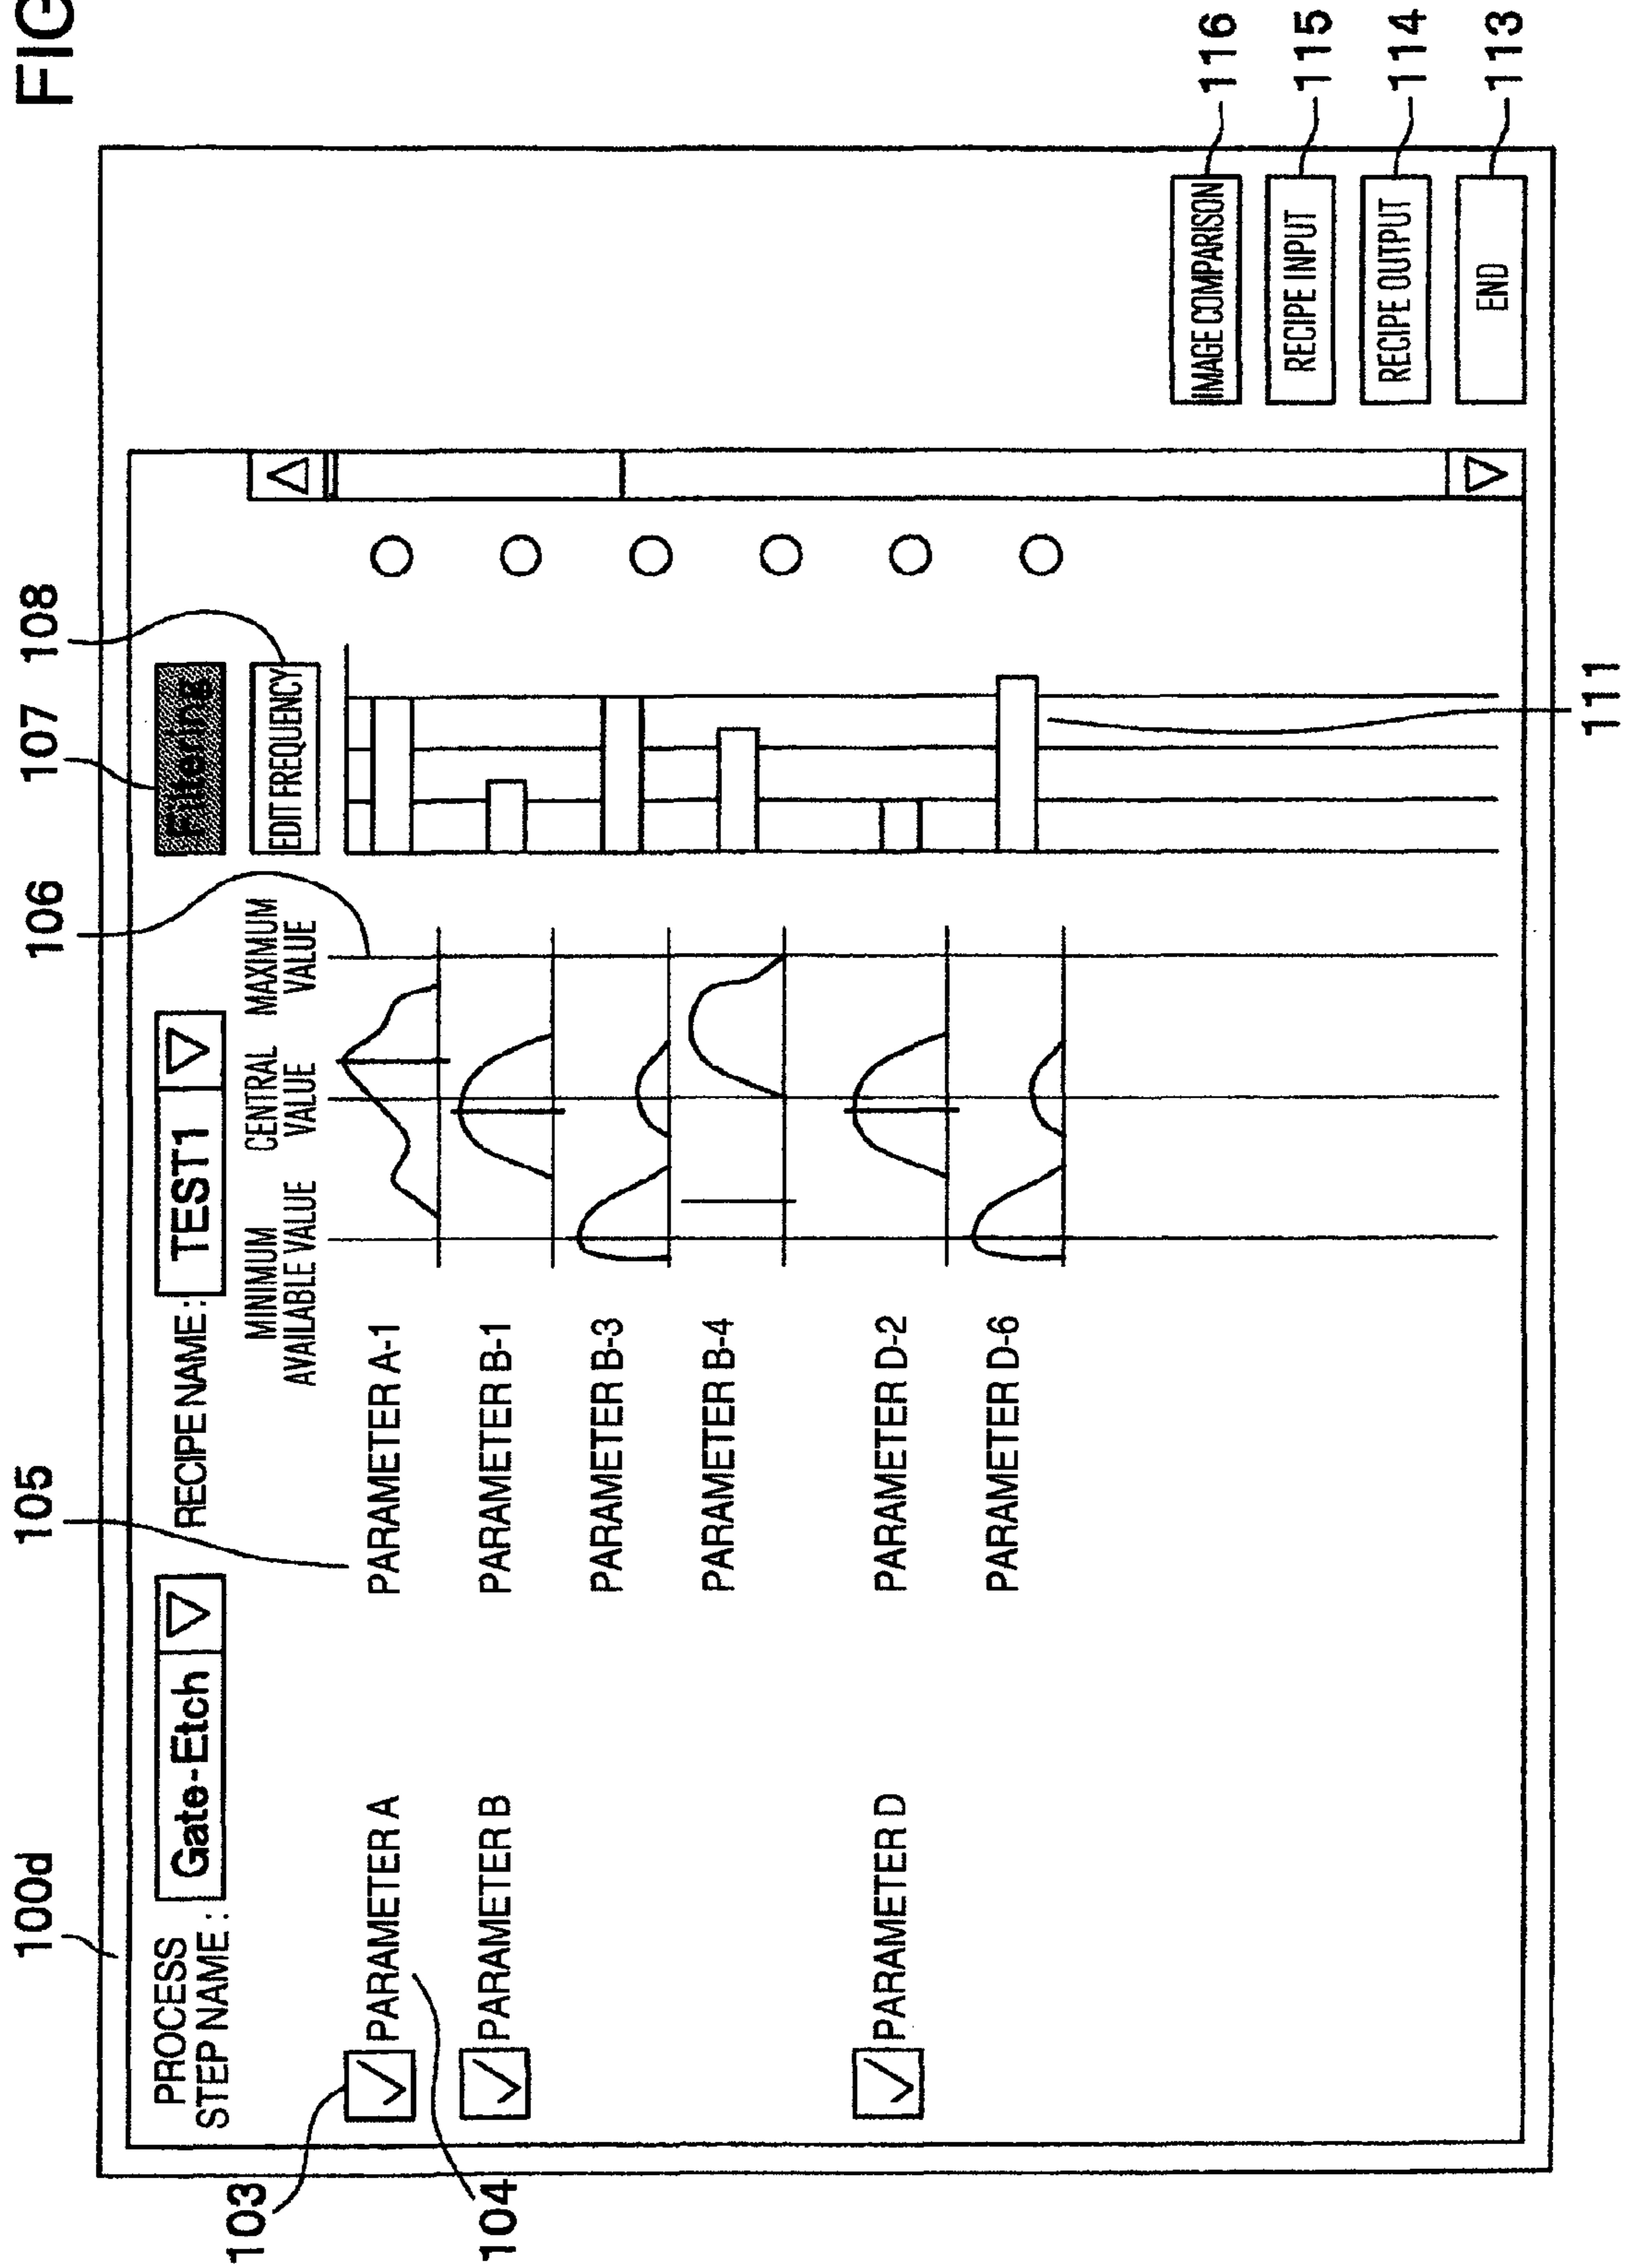 FIG
100d
105
106
107
108
PROCESS
STEP NAME :
Gate-Etch
RECIPE NAME :
TEST1
Filtering
MINIMUM
AVAILABLE VALUE
CENTRAL
VALUE
MAXIMUM
VALUE
EDIT FREQUENCY
103
PARAMETER A
PARAMETER A-1
104
PARAMETER B
PARAMETER B-1
PARAMETER B-3
PARAMETER B-4
PARAMETER D
PARAMETER D-2
PARAMETER D-6
111
IMAGE COMPARISON
116
RECIPE INPUT
115
RECIPE OUTPUT
114
END
113